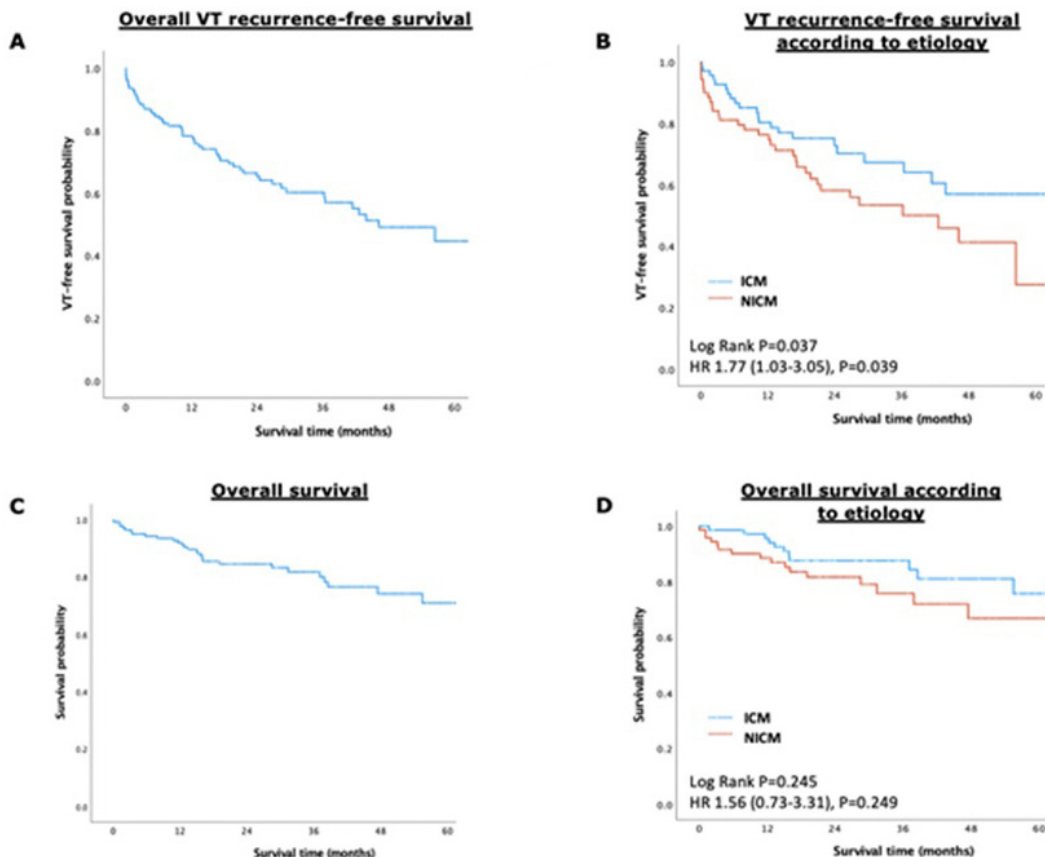 Overall VT recurrence-free survival
A
1.0
0.8
0.6
0.4
0.2
0.0
VT-free survival probability
0 12 24 36 48 60
Survival time (months)
VT recurrence-free survival
according to etiology
B
1.0
0.8
0.6
0.4
0.2
0.0
VT-free survival probability
ICM
NICM
Log Rank P=0.037
HR 1.77 (1.03-3.05), P=0.039
0 12 24 36 48 60
Survival time (months)
Overall survival
C
1.0
0.8
0.6
0.4
0.2
0.0
Survival probability
0 12 24 36 48 60
Survival time (months)
Overall survival according
to etiology
D
1.0
0.8
0.6
0.4
0.2
0.0
Survival probability
ICM
NICM
Log Rank P=0.245
HR 1.56 (0.73-3.31), P=0.249
0 12 24 36 48 60
Survival time (months)